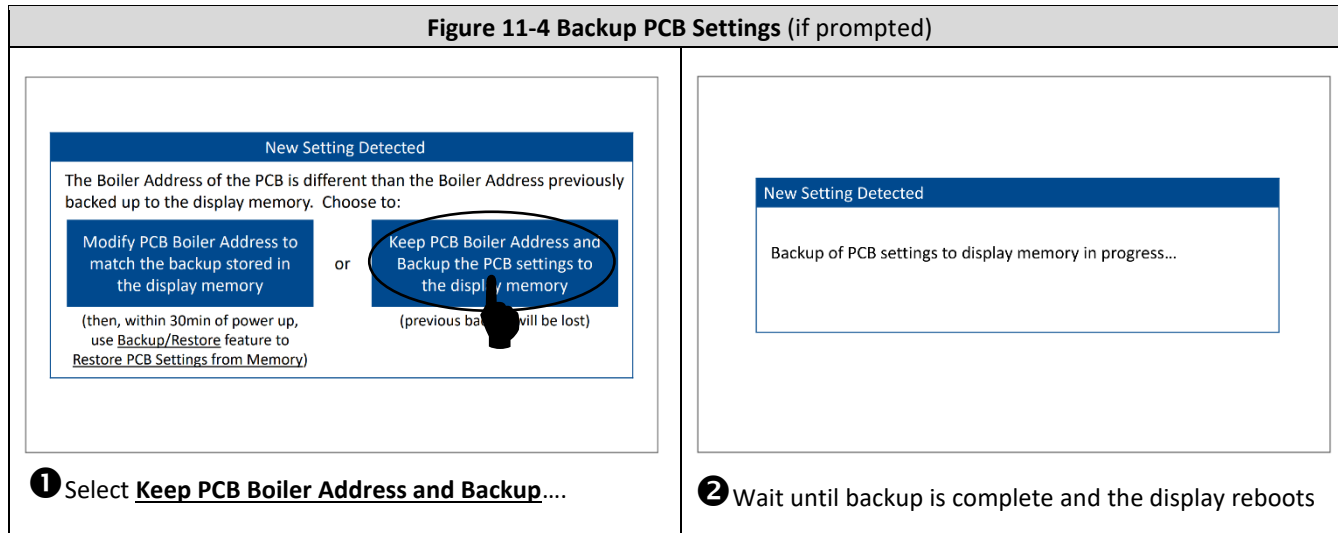 Figure 11-4 Backup PCB Settings (if prompted)
New Setting Detected
The Boiler Address of the PCB is different than the Boiler Address previously
backed up to the display memory. Choose to:
Modify PCB Boiler Address to
match the backup stored in
the display memory
or
Keep PCB Boiler Address and
Backup the PCB settings to
the display memory
(then, within 30min of power up,
use Backup/Restore feature to
Restore PCB Settings from Memory)
(previous backup will be lost)
❶Select Keep PCB Boiler Address and Backup....
New Setting Detected
Backup of PCB settings to display memory in progress...
❷Wait until backup is complete and the display reboots